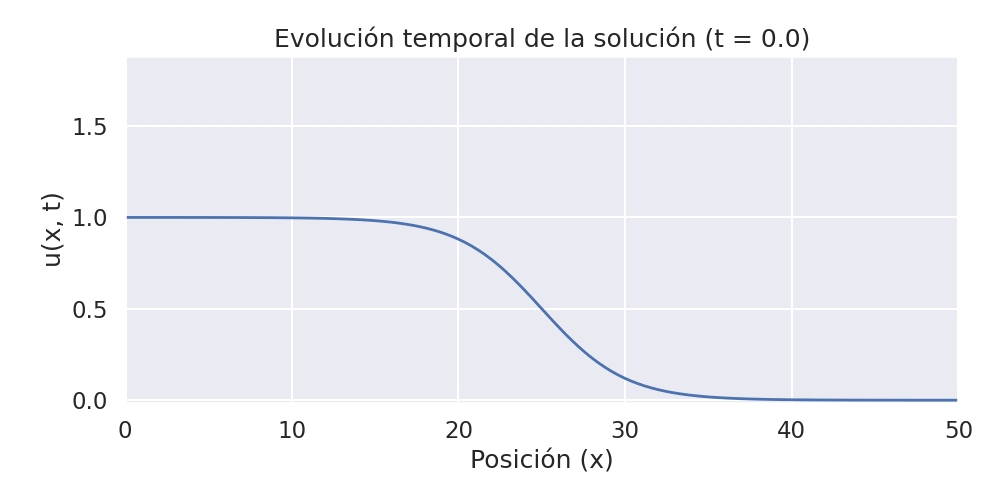 Evolución temporal de la solución (t = 0.0)
u(x, t)
1.5
1.0
0.5
0.0
0 10 20 30 40 50
Posición (x)